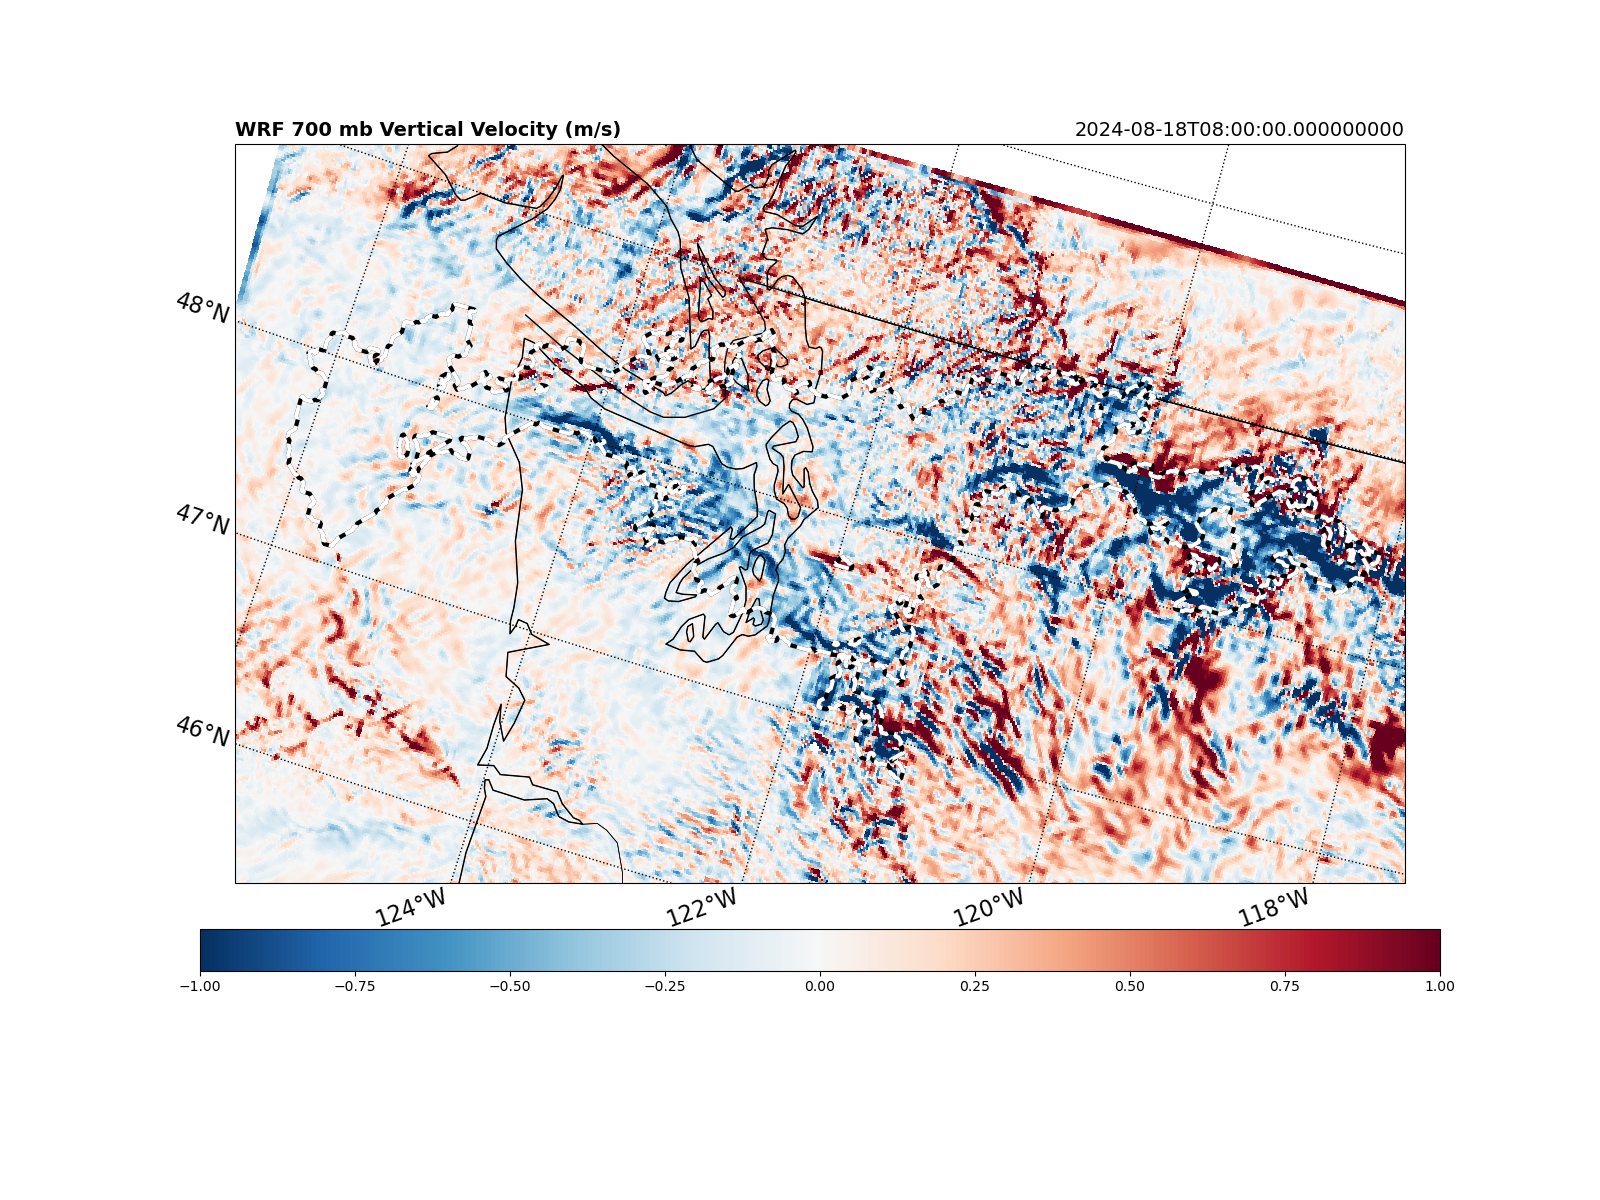 WRF 700 mb Vertical Velocity (m/s) 2024-08-18T08:00:00.000000000
48°N
47°N
46°N
124°W 122°W 120°W 118°W
−1.00 −0.75 −0.50 −0.25 0.00 0.25 0.50 0.75 1.00